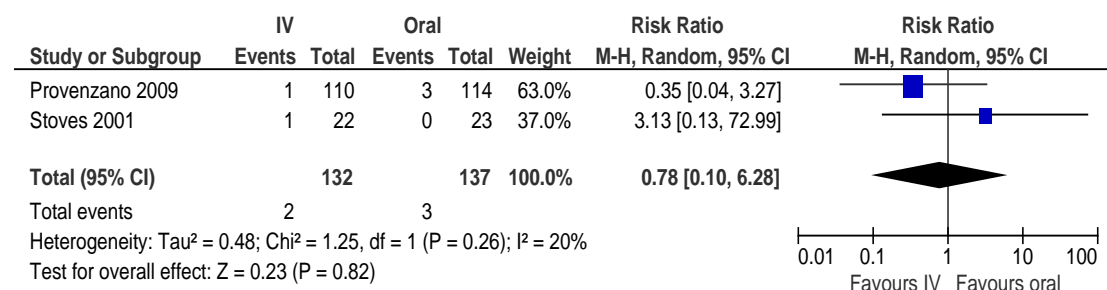 IV Oral Risk Ratio Risk Ratio
Study or Subgroup Events Total Events Total Weight M-H, Random, 95% CI M-H, Random, 95% CI
Provenzano 2009 1 110 3 114 63.0% 0.35 [0.04, 3.27]
Stoves 2001 1 22 0 23 37.0% 3.13 [0.13, 72.99]
Total (95% CI) 132 137 100.0% 0.78 [0.10, 6.28]
Total events 2 3
Heterogeneity: Tau² = 0.48; Chi² = 1.25, df = 1 (P = 0.26); I² = 20%
Test for overall effect: Z = 0.23 (P = 0.82)
0.01 0.1 1 10 100
Favours IV Favours oral